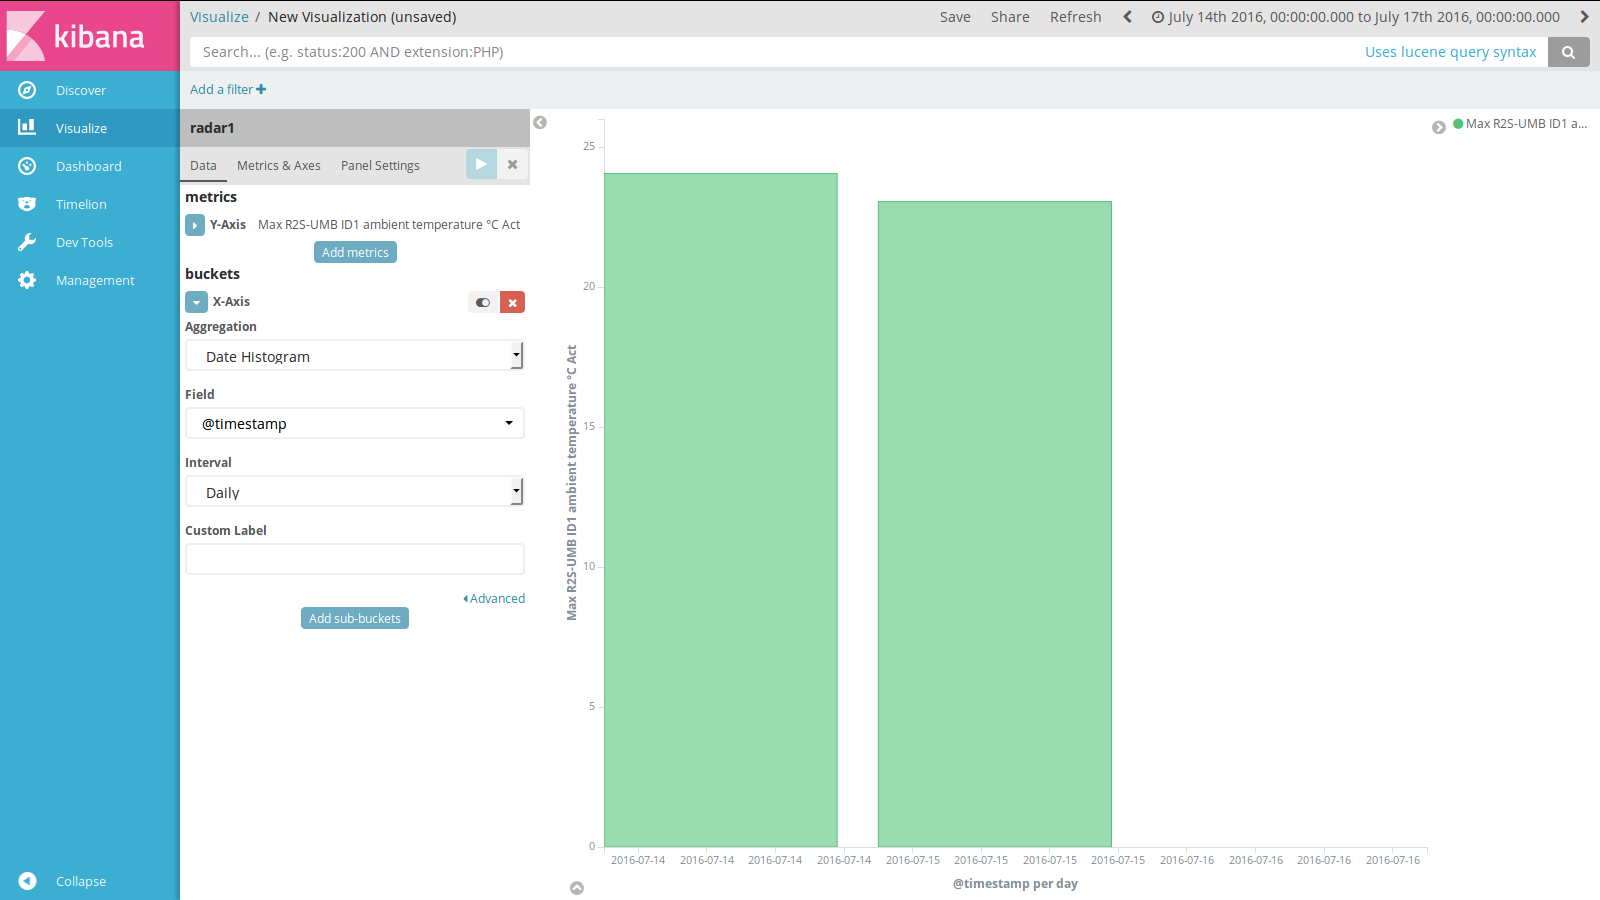 kibana
Visualize / New Visualization (unsaved)
Save Share Refresh July 14th 2016, 00:00:00.000 to July 17th 2016, 00:00:00.000
Search... (e.g. status:200 AND extension:PHP) Uses lucene query syntax
Add a filter
Discover
Visualize
Dashboard
Timelion
Dev Tools
Management
Collapse
radar1
Data Metrics & Axes Panel Settings
metrics
Y-Axis Max R2S-UMB ID1 ambient temperature °C Act
Add metrics
buckets
X-Axis
Aggregation
Date Histogram
Field
@timestamp
Interval
Daily
Custom Label
Advanced
Add sub-buckets
Max R2S-UMB ID1 a...
Max R2S-UMB ID1 ambient temperature °C Act
25
20
15
10
5
0
2016-07-14 2016-07-14 2016-07-14 2016-07-14 2016-07-15 2016-07-15 2016-07-15 2016-07-15 2016-07-16 2016-07-16 2016-07-16 2016-07-16
@timestamp per day